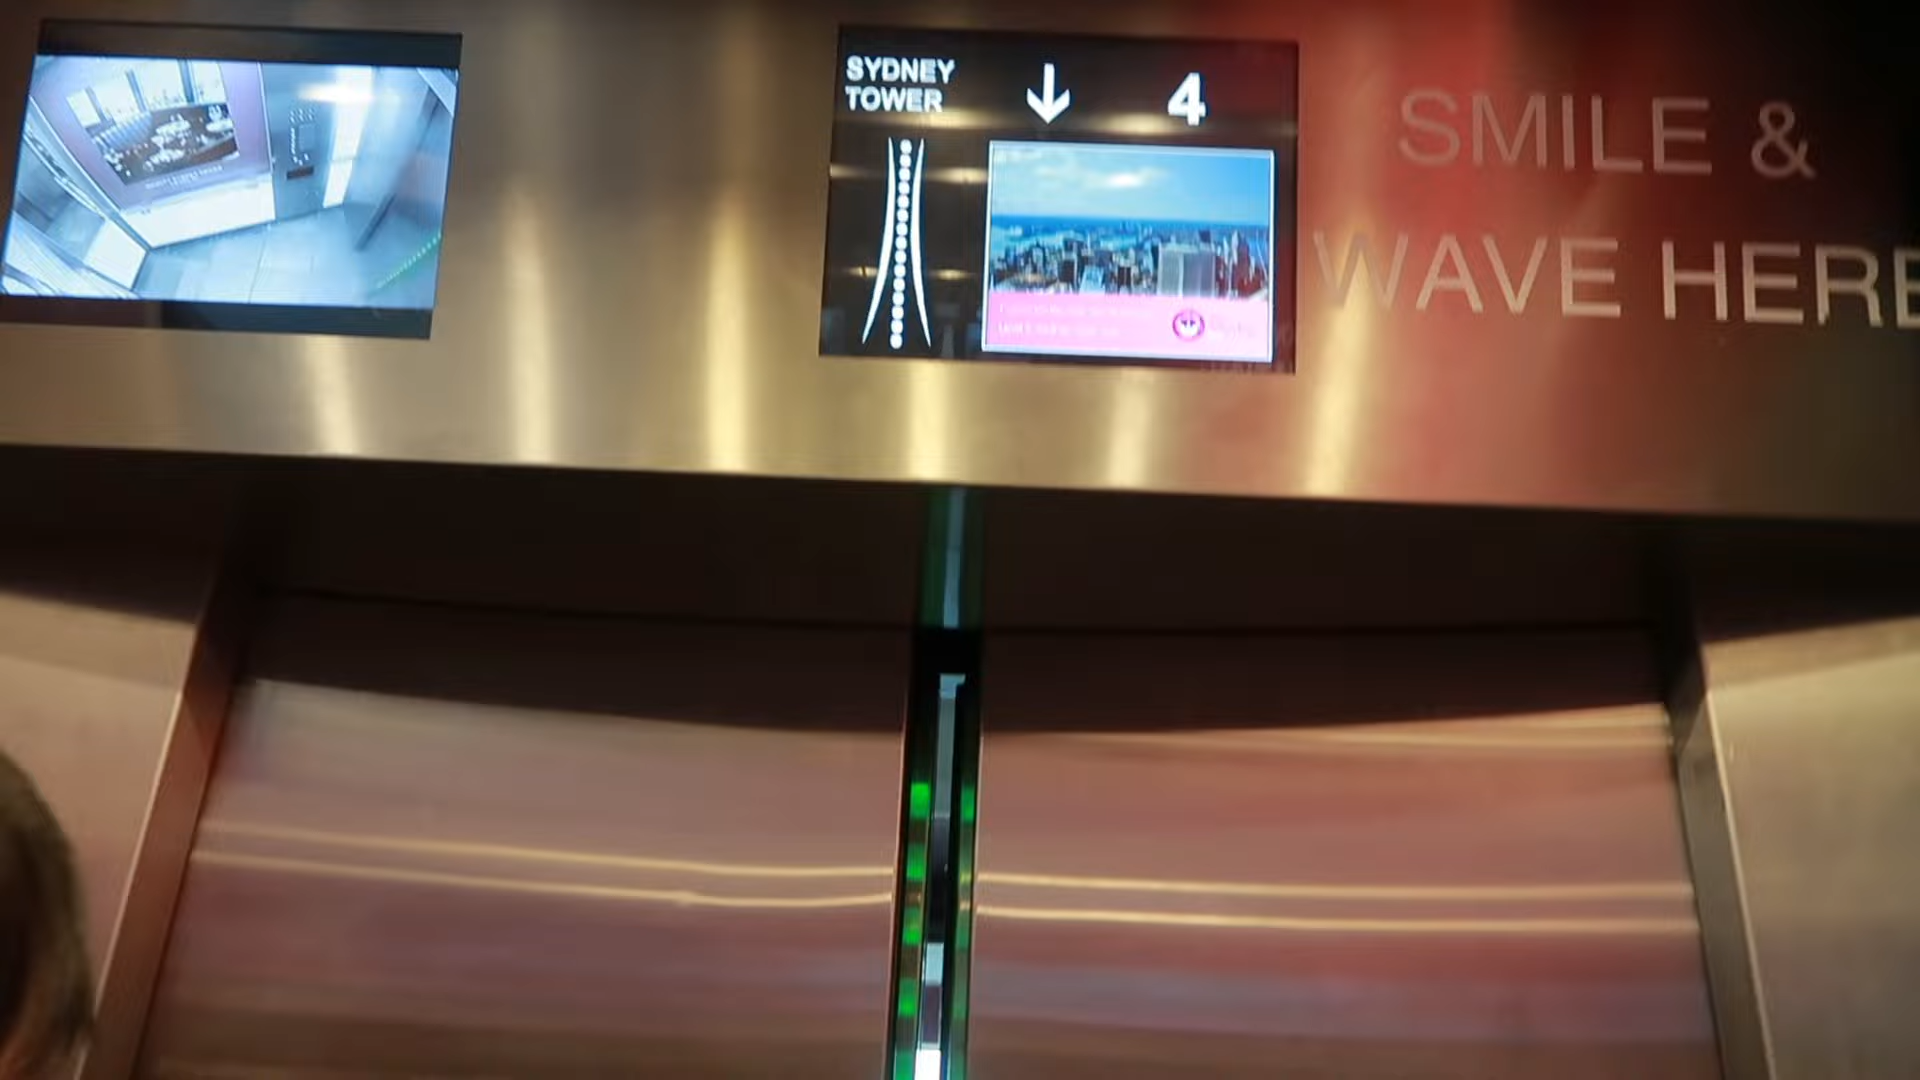 SYDNEY
TOWER
↓ 4
SMILE &
WAVE HERE